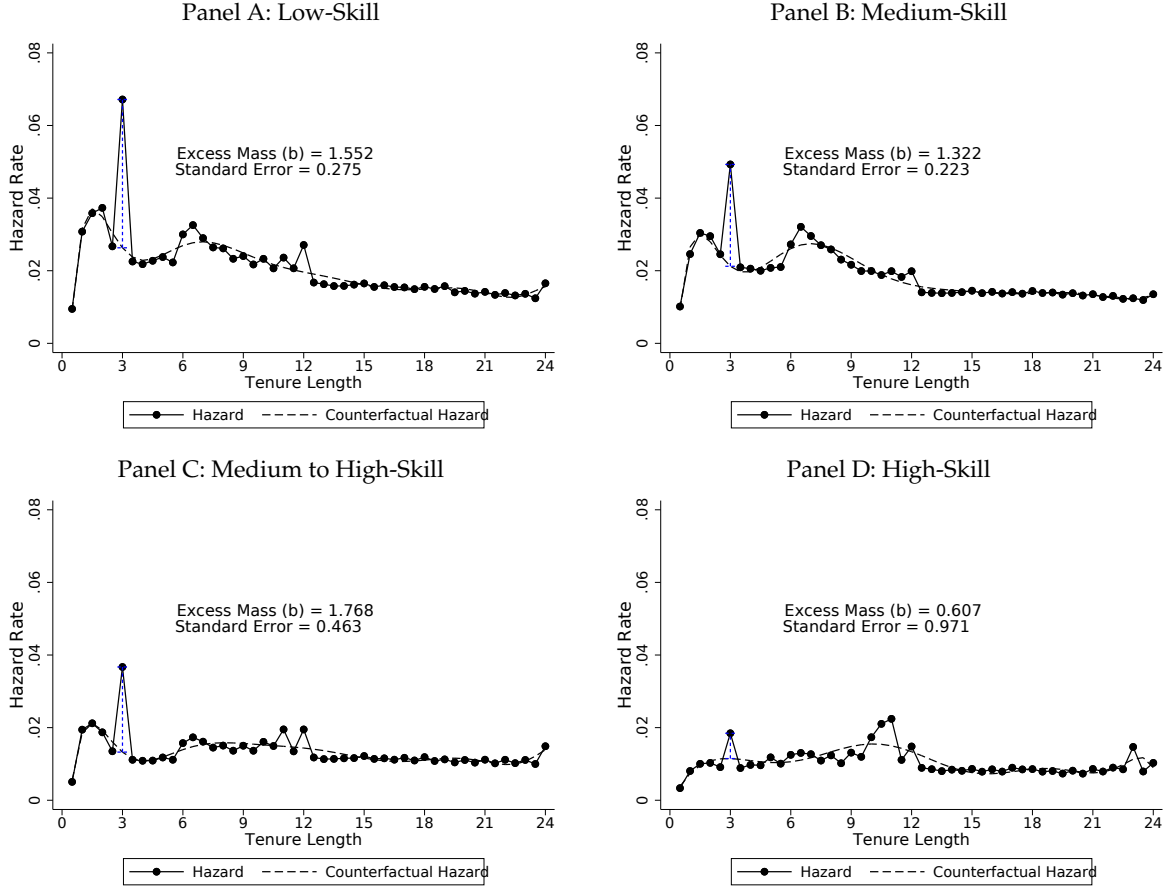 Panel A: Low-Skill
.08
.06
.04
.02
0
Hazard Rate
Excess Mass (b) = 1.552
Standard Error = 0.275
0 3 6 9 12 15 18 21 24
Tenure Length
Hazard Counterfactual Hazard
Panel B: Medium-Skill
.08
.06
.04
.02
0
Hazard Rate
Excess Mass (b) = 1.322
Standard Error = 0.223
0 3 6 9 12 15 18 21 24
Tenure Length
Hazard Counterfactual Hazard
Panel C: Medium to High-Skill
.08
.06
.04
.02
0
Hazard Rate
Excess Mass (b) = 1.768
Standard Error = 0.463
0 3 6 9 12 15 18 21 24
Tenure Length
Hazard Counterfactual Hazard
Panel D: High-Skill
.08
.06
.04
.02
0
Hazard Rate
Excess Mass (b) = 0.607
Standard Error = 0.971
0 3 6 9 12 15 18 21 24
Tenure Length
Hazard Counterfactual Hazard